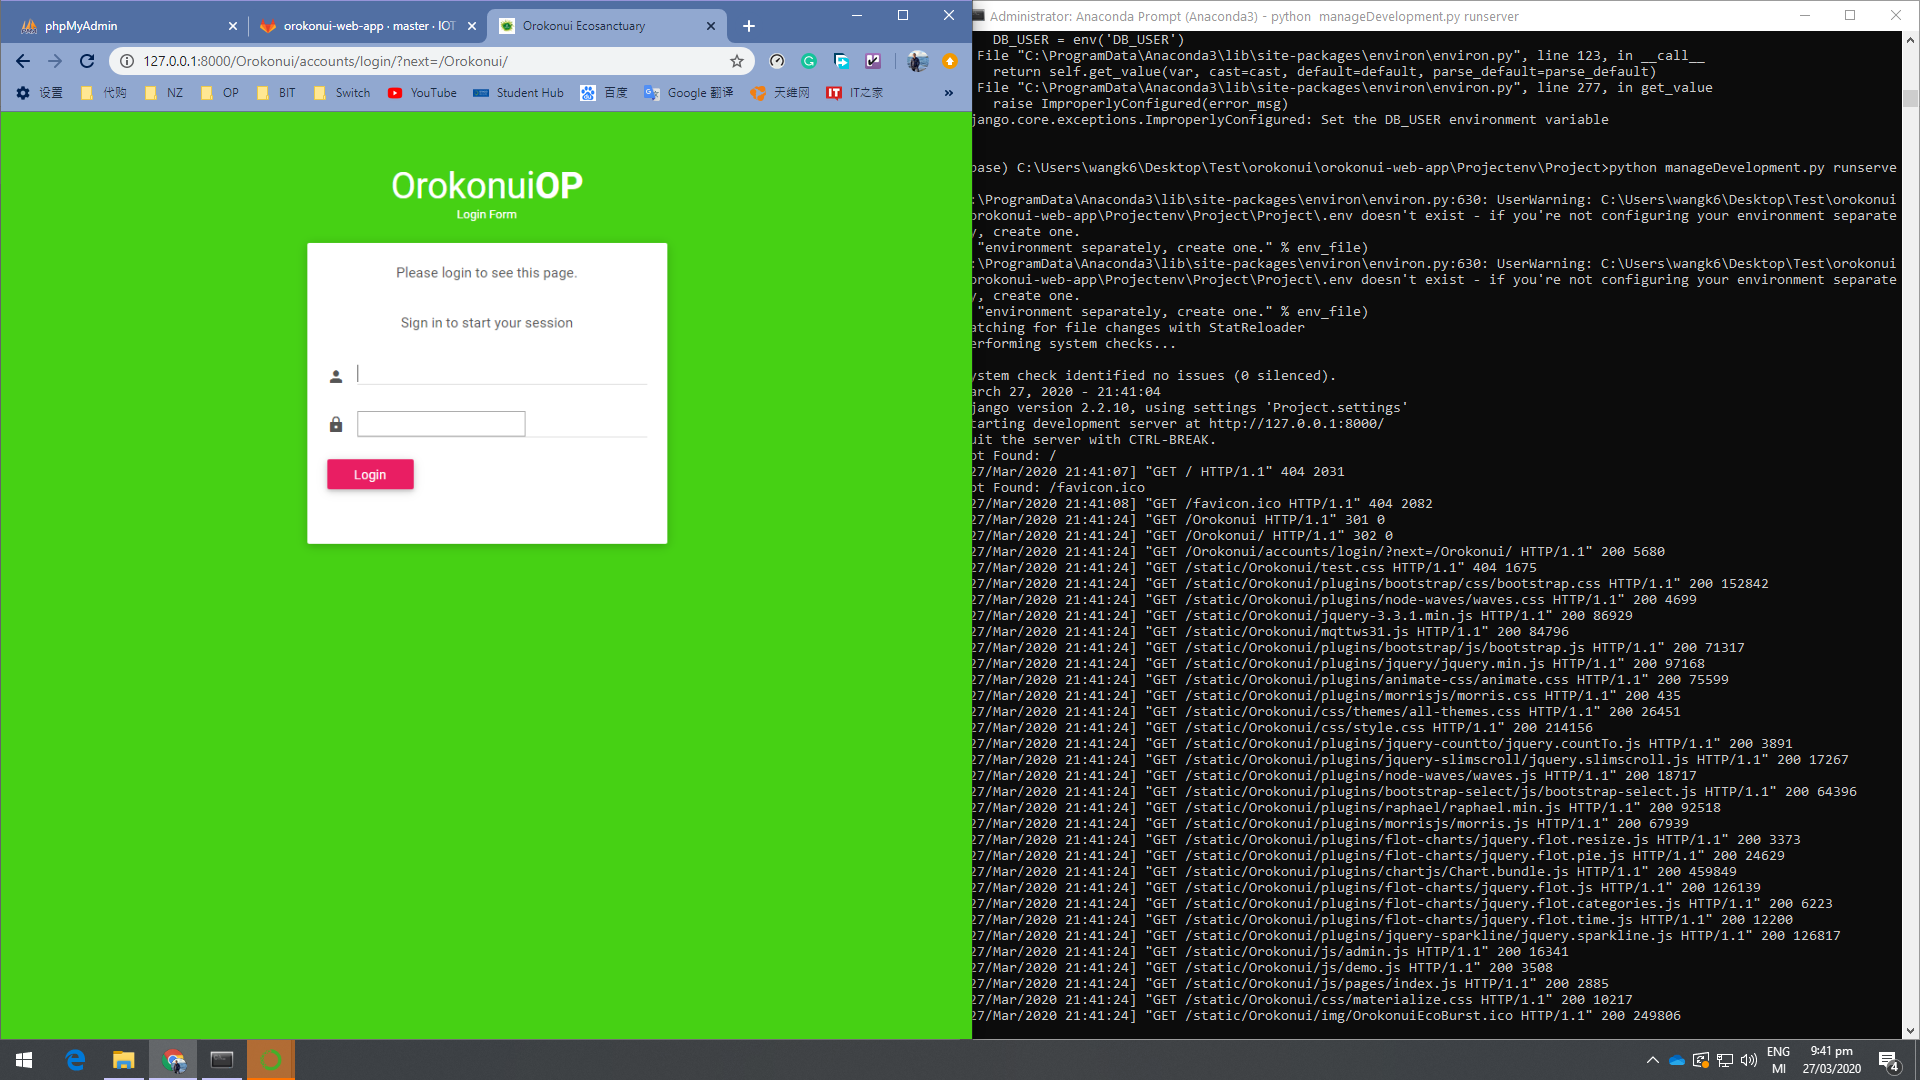 phpMyAdmin
orokonui-web-app · master · IOT
Orokonui Ecosanctuary
127.0.0.1:8000/Orokonui/accounts/login/?next=/Orokonui/
设置 代购 NZ OP BIT Switch YouTube Student Hub 百度 Google 翻译 天维网 IT IT之家 »
OrokonuiOP
Login Form
Please login to see this page.
Sign in to start your session
Login
Administrator: Anaconda Prompt (Anaconda3) - python manageDevelopment.py runserver
DB_USER = env('DB_USER')
File "C:\ProgramData\Anaconda3\lib\site-packages\environ\environ.py", line 123, in __call__
return self.get_value(var, cast=cast, default=default, parse_default=parse_default)
File "C:\ProgramData\Anaconda3\lib\site-packages\environ\environ.py", line 277, in get_value
raise ImproperlyConfigured(error_msg)
jango.core.exceptions.ImproperlyConfigured: Set the DB_USER environment variable
base) C:\Users\wangk6\Desktop\Test\orokonui\orokonui-web-app\Projectenv\Project>python manageDevelopment.py runserve
:\ProgramData\Anaconda3\lib\site-packages\environ\environ.py:630: UserWarning: C:\Users\wangk6\Desktop\Test\orokonui
orokonui-web-app\Projectenv\Project\Project\.env doesn't exist - if you're not configuring your environment separate
y, create one.
"environment separately, create one." % env_file)
:\ProgramData\Anaconda3\lib\site-packages\environ\environ.py:630: UserWarning: C:\Users\wangk6\Desktop\Test\orokonui
orokonui-web-app\Projectenv\Project\Project\.env doesn't exist - if you're not configuring your environment separate
y, create one.
"environment separately, create one." % env_file)
atching for file changes with StatReloader
erforming system checks...
ystem check identified no issues (0 silenced).
arch 27, 2020 - 21:41:04
jango version 2.2.10, using settings 'Project.settings'
tarting development server at http://127.0.0.1:8000/
uit the server with CTRL-BREAK.
ot Found: /
27/Mar/2020 21:41:07] "GET / HTTP/1.1" 404 2031
ot Found: /favicon.ico
27/Mar/2020 21:41:08] "GET /favicon.ico HTTP/1.1" 404 2082
27/Mar/2020 21:41:24] "GET /Orokonui HTTP/1.1" 301 0
27/Mar/2020 21:41:24] "GET /Orokonui/ HTTP/1.1" 302 0
27/Mar/2020 21:41:24] "GET /Orokonui/accounts/login/?next=/Orokonui/ HTTP/1.1" 200 5680
27/Mar/2020 21:41:24] "GET /static/Orokonui/test.css HTTP/1.1" 404 1675
27/Mar/2020 21:41:24] "GET /static/Orokonui/plugins/bootstrap/css/bootstrap.css HTTP/1.1" 200 152842
27/Mar/2020 21:41:24] "GET /static/Orokonui/plugins/node-waves/waves.css HTTP/1.1" 200 4699
27/Mar/2020 21:41:24] "GET /static/Orokonui/jquery-3.3.1.min.js HTTP/1.1" 200 86929
27/Mar/2020 21:41:24] "GET /static/Orokonui/mqttws31.js HTTP/1.1" 200 84796
27/Mar/2020 21:41:24] "GET /static/Orokonui/plugins/bootstrap/js/bootstrap.js HTTP/1.1" 200 71317
27/Mar/2020 21:41:24] "GET /static/Orokonui/plugins/jquery/jquery.min.js HTTP/1.1" 200 97168
27/Mar/2020 21:41:24] "GET /static/Orokonui/plugins/animate-css/animate.css HTTP/1.1" 200 75599
27/Mar/2020 21:41:24] "GET /static/Orokonui/plugins/morrisjs/morris.css HTTP/1.1" 200 435
27/Mar/2020 21:41:24] "GET /static/Orokonui/css/themes/all-themes.css HTTP/1.1" 200 26451
27/Mar/2020 21:41:24] "GET /static/Orokonui/css/style.css HTTP/1.1" 200 214156
27/Mar/2020 21:41:24] "GET /static/Orokonui/plugins/jquery-countto/jquery.countTo.js HTTP/1.1" 200 3891
27/Mar/2020 21:41:24] "GET /static/Orokonui/plugins/jquery-slimscroll/jquery.slimscroll.js HTTP/1.1" 200 17267
27/Mar/2020 21:41:24] "GET /static/Orokonui/plugins/node-waves/waves.js HTTP/1.1" 200 18717
27/Mar/2020 21:41:24] "GET /static/Orokonui/plugins/bootstrap-select/js/bootstrap-select.js HTTP/1.1" 200 64396
27/Mar/2020 21:41:24] "GET /static/Orokonui/plugins/raphael/raphael.min.js HTTP/1.1" 200 92518
27/Mar/2020 21:41:24] "GET /static/Orokonui/plugins/morrisjs/morris.js HTTP/1.1" 200 67939
27/Mar/2020 21:41:24] "GET /static/Orokonui/plugins/flot-charts/jquery.flot.resize.js HTTP/1.1" 200 3373
27/Mar/2020 21:41:24] "GET /static/Orokonui/plugins/flot-charts/jquery.flot.pie.js HTTP/1.1" 200 24629
27/Mar/2020 21:41:24] "GET /static/Orokonui/plugins/chartjs/Chart.bundle.js HTTP/1.1" 200 459849
27/Mar/2020 21:41:24] "GET /static/Orokonui/plugins/flot-charts/jquery.flot.js HTTP/1.1" 200 126139
27/Mar/2020 21:41:24] "GET /static/Orokonui/plugins/flot-charts/jquery.flot.categories.js HTTP/1.1" 200 6223
27/Mar/2020 21:41:24] "GET /static/Orokonui/plugins/flot-charts/jquery.flot.time.js HTTP/1.1" 200 12200
27/Mar/2020 21:41:24] "GET /static/Orokonui/plugins/jquery-sparkline/jquery.sparkline.js HTTP/1.1" 200 126817
27/Mar/2020 21:41:24] "GET /static/Orokonui/js/admin.js HTTP/1.1" 200 16341
27/Mar/2020 21:41:24] "GET /static/Orokonui/js/demo.js HTTP/1.1" 200 3508
27/Mar/2020 21:41:24] "GET /static/Orokonui/js/pages/index.js HTTP/1.1" 200 2885
27/Mar/2020 21:41:24] "GET /static/Orokonui/css/materialize.css HTTP/1.1" 200 10217
27/Mar/2020 21:41:24] "GET /static/Orokonui/img/OrokonuiEcoBurst.ico HTTP/1.1" 200 249806
ENG
MI
9:41 pm
27/03/2020
4